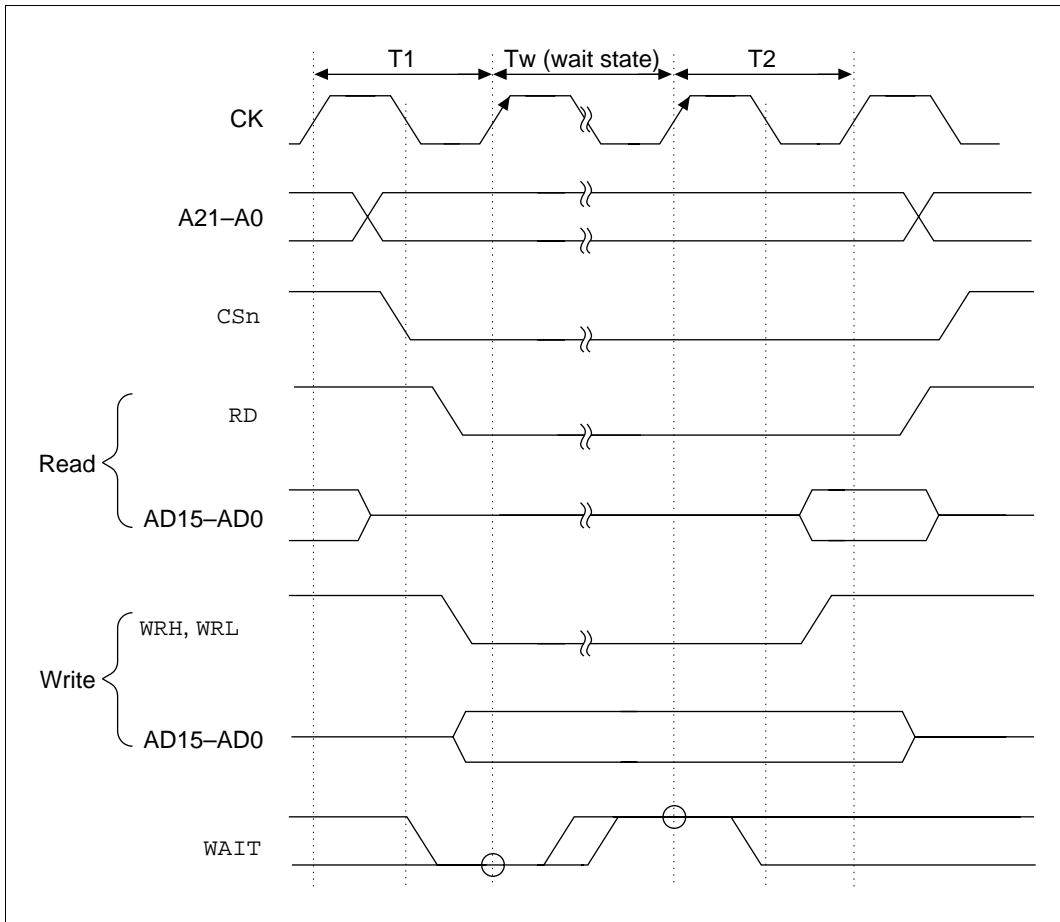 T1 Tw (wait state) T2
CK
A21–A0
CSn
RD
Read
AD15–AD0
WRH, WRL
Write
AD15–AD0
WAIT